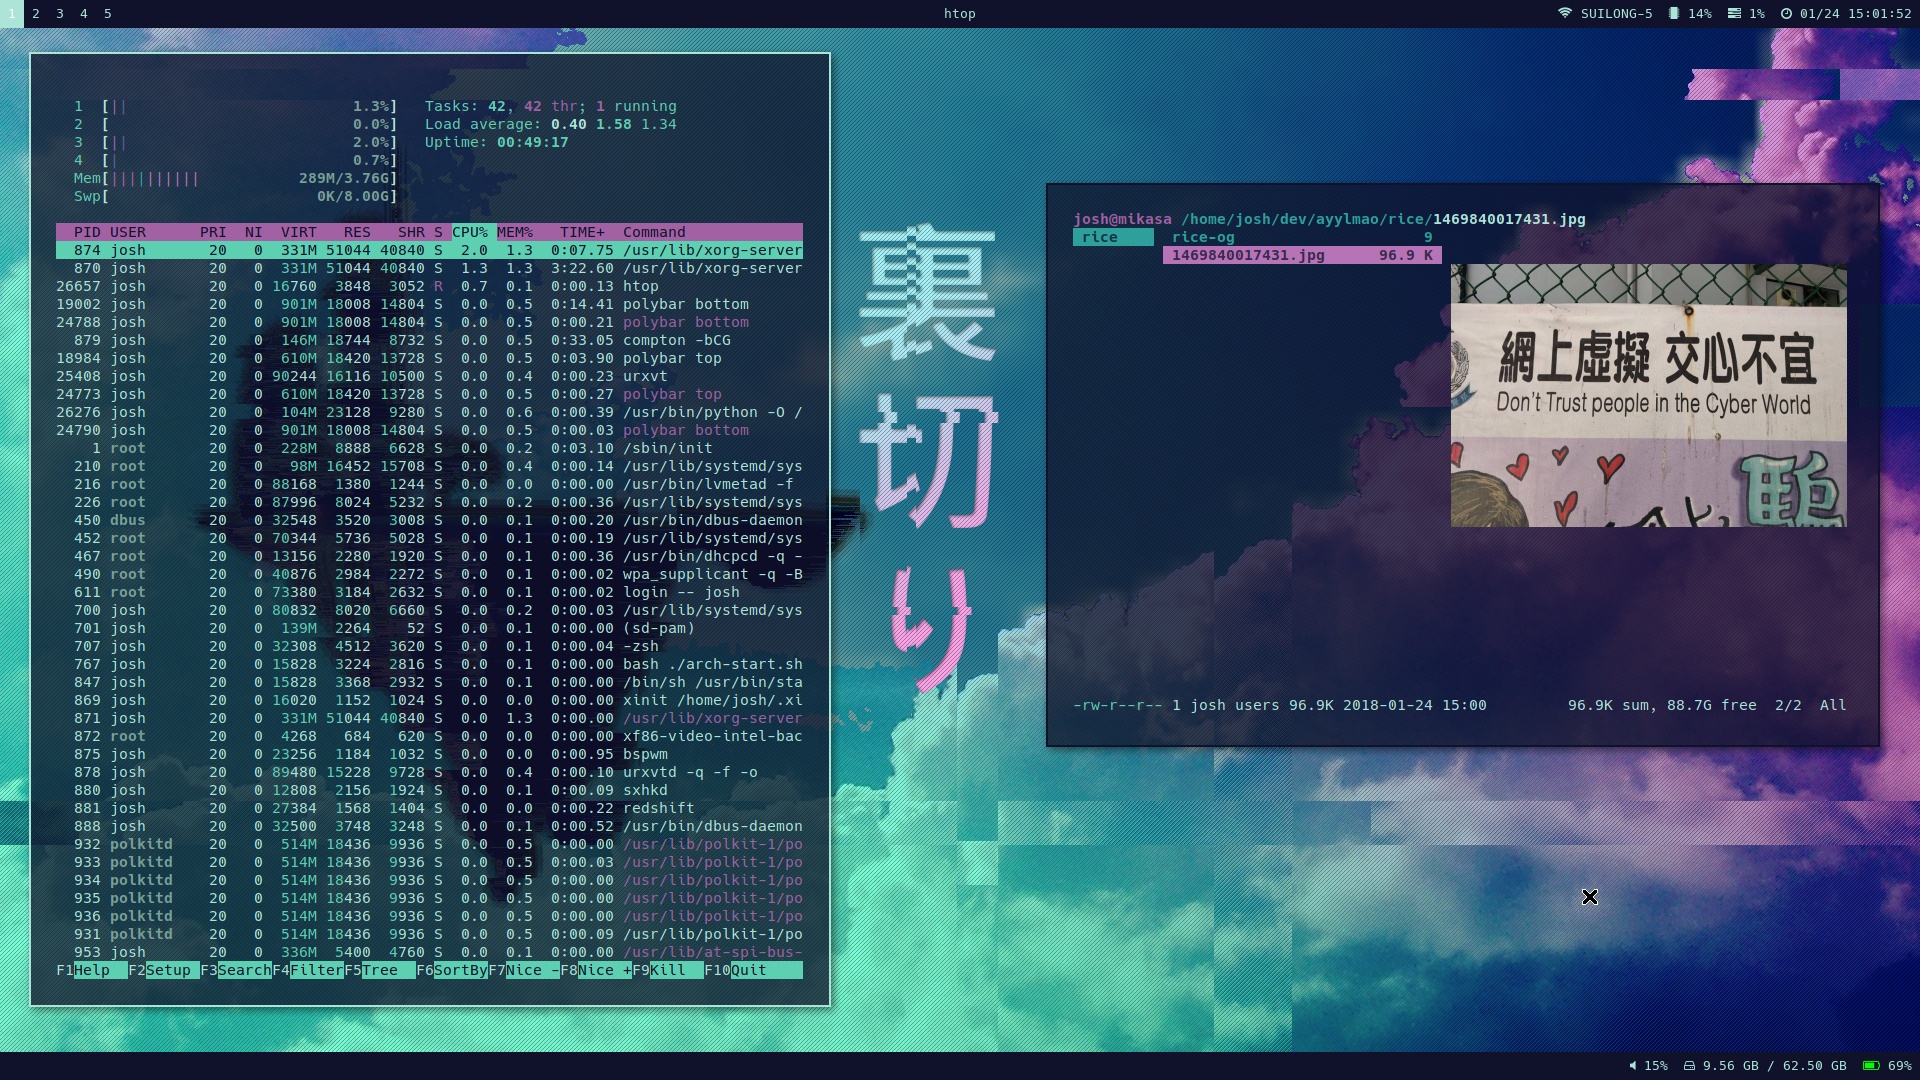 1 2 3 4 5 htop SUILONG-5 14% 1% 01/24 15:01:52
1 [|| 1.3%] Tasks: 42, 42 thr; 1 running
2 [ 0.0%] Load average: 0.40 1.58 1.34
3 [|| 2.0%] Uptime: 00:49:17
4 [| 0.7%]
Mem[|||||||||| 289M/3.76G]
Swp[ 0K/8.00G]
PID USER PRI NI VIRT RES SHR S CPU% MEM% TIME+ Command
874 josh 20 0 331M 51044 40840 S 2.0 1.3 0:07.75 /usr/lib/xorg-server
870 josh 20 0 331M 51044 40840 S 1.3 1.3 3:22.60 /usr/lib/xorg-server
26657 josh 20 0 16760 3848 3052 R 0.7 0.1 0:00.13 htop
19002 josh 20 0 901M 18008 14804 S 0.0 0.5 0:14.41 polybar bottom
24788 josh 20 0 901M 18008 14804 S 0.0 0.5 0:00.21 polybar bottom
879 josh 20 0 146M 18744 8732 S 0.0 0.5 0:33.05 compton -bCG
18984 josh 20 0 610M 18420 13728 S 0.0 0.5 0:03.90 polybar top
25408 josh 20 0 90244 16116 10500 S 0.0 0.4 0:00.23 urxvt
24773 josh 20 0 610M 18420 13728 S 0.0 0.5 0:00.27 polybar top
26276 josh 20 0 104M 23128 9280 S 0.0 0.6 0:00.39 /usr/bin/python -O /
24790 josh 20 0 901M 18008 14804 S 0.0 0.5 0:00.03 polybar bottom
1 root 20 0 228M 8888 6628 S 0.0 0.2 0:03.10 /sbin/init
210 root 20 0 98M 16452 15708 S 0.0 0.4 0:00.14 /usr/lib/systemd/sys
216 root 20 0 88168 1380 1244 S 0.0 0.0 0:00.00 /usr/bin/lvmetad -f
226 root 20 0 87996 8024 5232 S 0.0 0.2 0:00.36 /usr/lib/systemd/sys
450 dbus 20 0 32548 3520 3008 S 0.0 0.1 0:00.20 /usr/bin/dbus-daemon
452 root 20 0 70344 5736 5028 S 0.0 0.1 0:00.19 /usr/lib/systemd/sys
467 root 20 0 13156 2280 1920 S 0.0 0.1 0:00.36 /usr/bin/dhcpcd -q -
490 root 20 0 40876 2984 2272 S 0.0 0.1 0:00.02 wpa_supplicant -q -B
611 root 20 0 73380 3184 2632 S 0.0 0.1 0:00.02 login -- josh
700 josh 20 0 80832 8020 6660 S 0.0 0.2 0:00.03 /usr/lib/systemd/sys
701 josh 20 0 139M 2264 52 S 0.0 0.1 0:00.00 (sd-pam)
707 josh 20 0 32308 4512 3620 S 0.0 0.1 0:00.04 -zsh
767 josh 20 0 15828 3224 2816 S 0.0 0.1 0:00.00 bash ./arch-start.sh
847 josh 20 0 15828 3368 2932 S 0.0 0.1 0:00.00 /bin/sh /usr/bin/sta
869 josh 20 0 16020 1152 1024 S 0.0 0.0 0:00.00 xinit /home/josh/.xi
871 josh 20 0 331M 51044 40840 S 0.0 1.3 0:00.00 /usr/lib/xorg-server
872 root 20 0 4268 684 620 S 0.0 0.0 0:00.00 xf86-video-intel-bac
875 josh 20 0 23256 1184 1032 S 0.0 0.0 0:00.95 bspwm
878 josh 20 0 89480 15228 9728 S 0.0 0.4 0:00.10 urxvtd -q -f -o
880 josh 20 0 12808 2156 1924 S 0.0 0.1 0:00.09 sxhkd
881 josh 20 0 27384 1568 1404 S 0.0 0.0 0:00.22 redshift
888 josh 20 0 32500 3748 3248 S 0.0 0.1 0:00.52 /usr/bin/dbus-daemon
932 polkitd 20 0 514M 18436 9936 S 0.0 0.5 0:00.00 /usr/lib/polkit-1/po
933 polkitd 20 0 514M 18436 9936 S 0.0 0.5 0:00.03 /usr/lib/polkit-1/po
934 polkitd 20 0 514M 18436 9936 S 0.0 0.5 0:00.00 /usr/lib/polkit-1/po
935 polkitd 20 0 514M 18436 9936 S 0.0 0.5 0:00.00 /usr/lib/polkit-1/po
936 polkitd 20 0 514M 18436 9936 S 0.0 0.5 0:00.00 /usr/lib/polkit-1/po
931 polkitd 20 0 514M 18436 9936 S 0.0 0.5 0:00.09 /usr/lib/polkit-1/po
953 josh 20 0 336M 5400 4760 S 0.0 0.1 0:00.00 /usr/lib/at-spi-bus-
F1Help F2Setup F3SearchF4FilterF5Tree F6SortByF7Nice -F8Nice +F9Kill F10Quit
裏切り
josh@mikasa /home/josh/dev/ayylmao/rice/1469840017431.jpg
rice rice-og 9
1469840017431.jpg 96.9 K
網上虛擬 交心不宜
Don't Trust people in the Cyber World
騙
-rw-r--r-- 1 josh users 96.9K 2018-01-24 15:00 96.9K sum, 88.7G free 2/2 All
15% 9.56 GB / 62.50 GB 69%